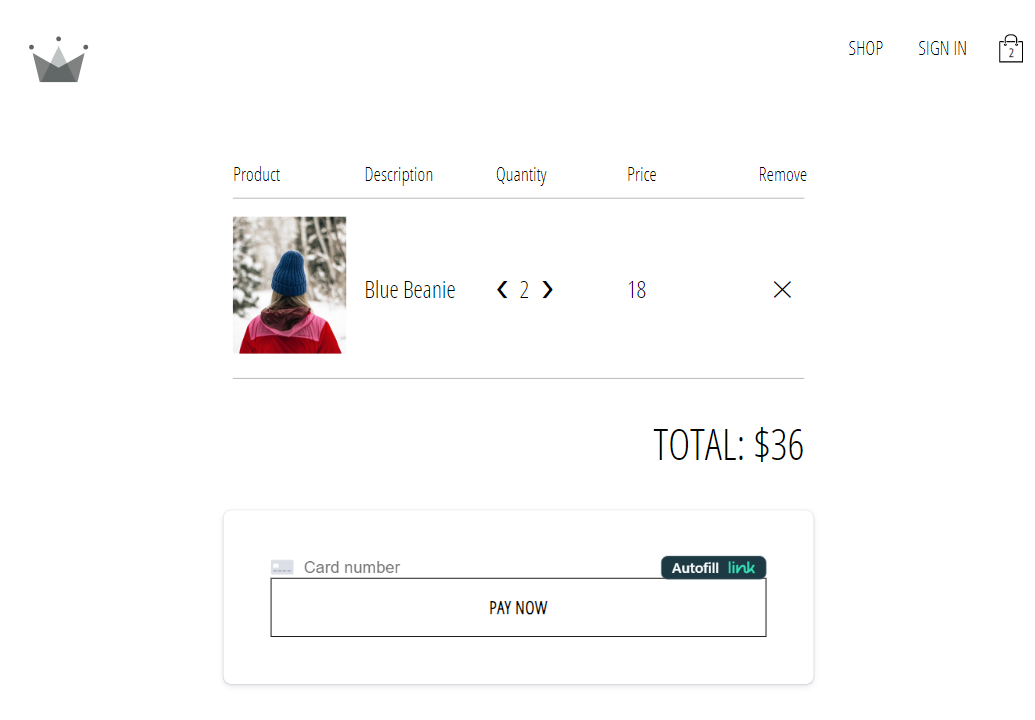 SHOP SIGN IN 2
Product Description Quantity Price Remove
Blue Beanie ❮ 2 ❯ 18 ✕
TOTAL: $36
Card number Autofill link
PAY NOW